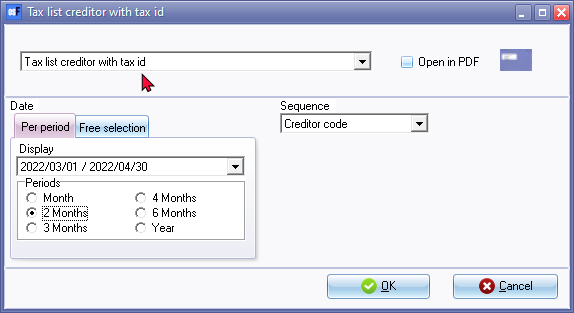 Tax list creditor with tax id
Tax list creditor with tax id
Open in PDF
Date
Sequence
Per period
Free selection
Creditor code
Display
2022/03/01 / 2022/04/30
Periods
Month
4 Months
2 Months
6 Months
3 Months
Year
OK
Cancel